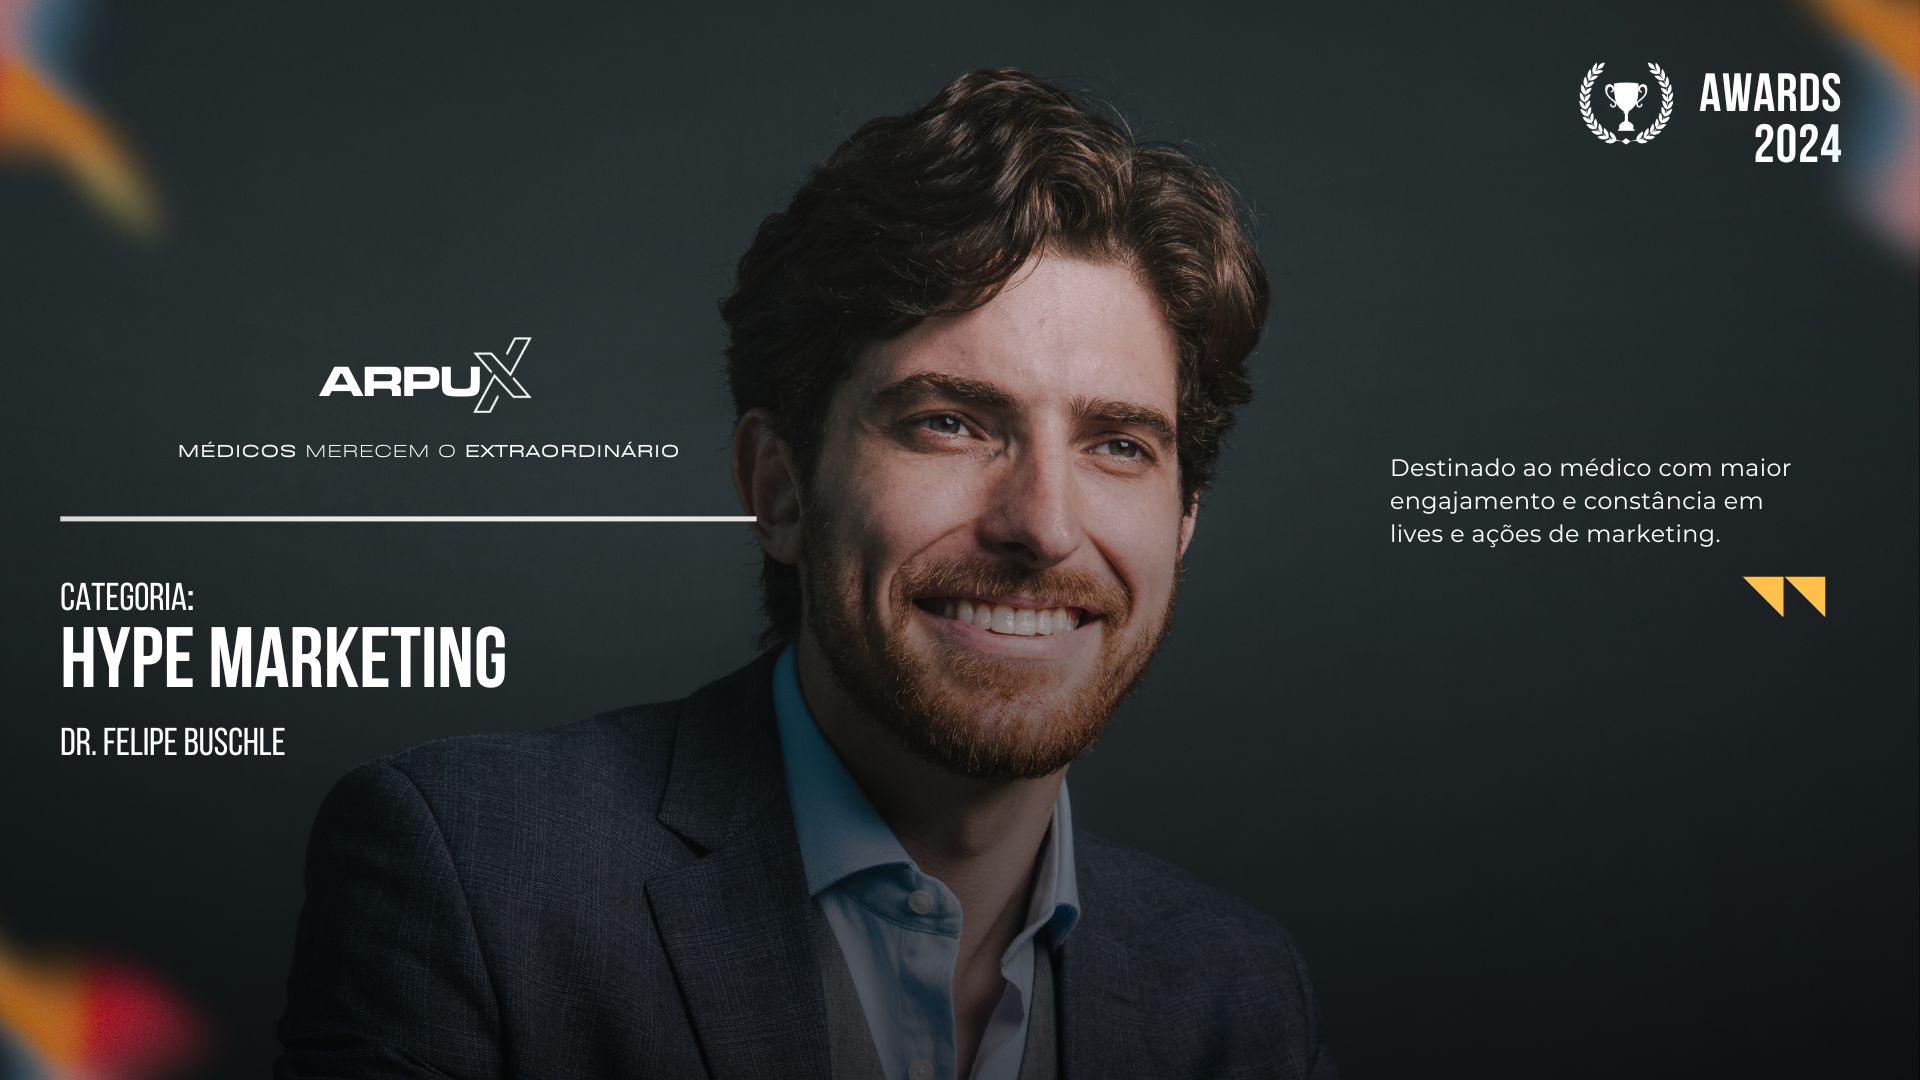 AWARDS
2024
ARPUX
MÉDICOS MERECEM O EXTRAORDINÁRIO
CATEGORIA:
HYPE MARKETING
DR. FELIPE BUSCHLE
Destinado ao médico com maior
engajamento e constância em
lives e ações de marketing.